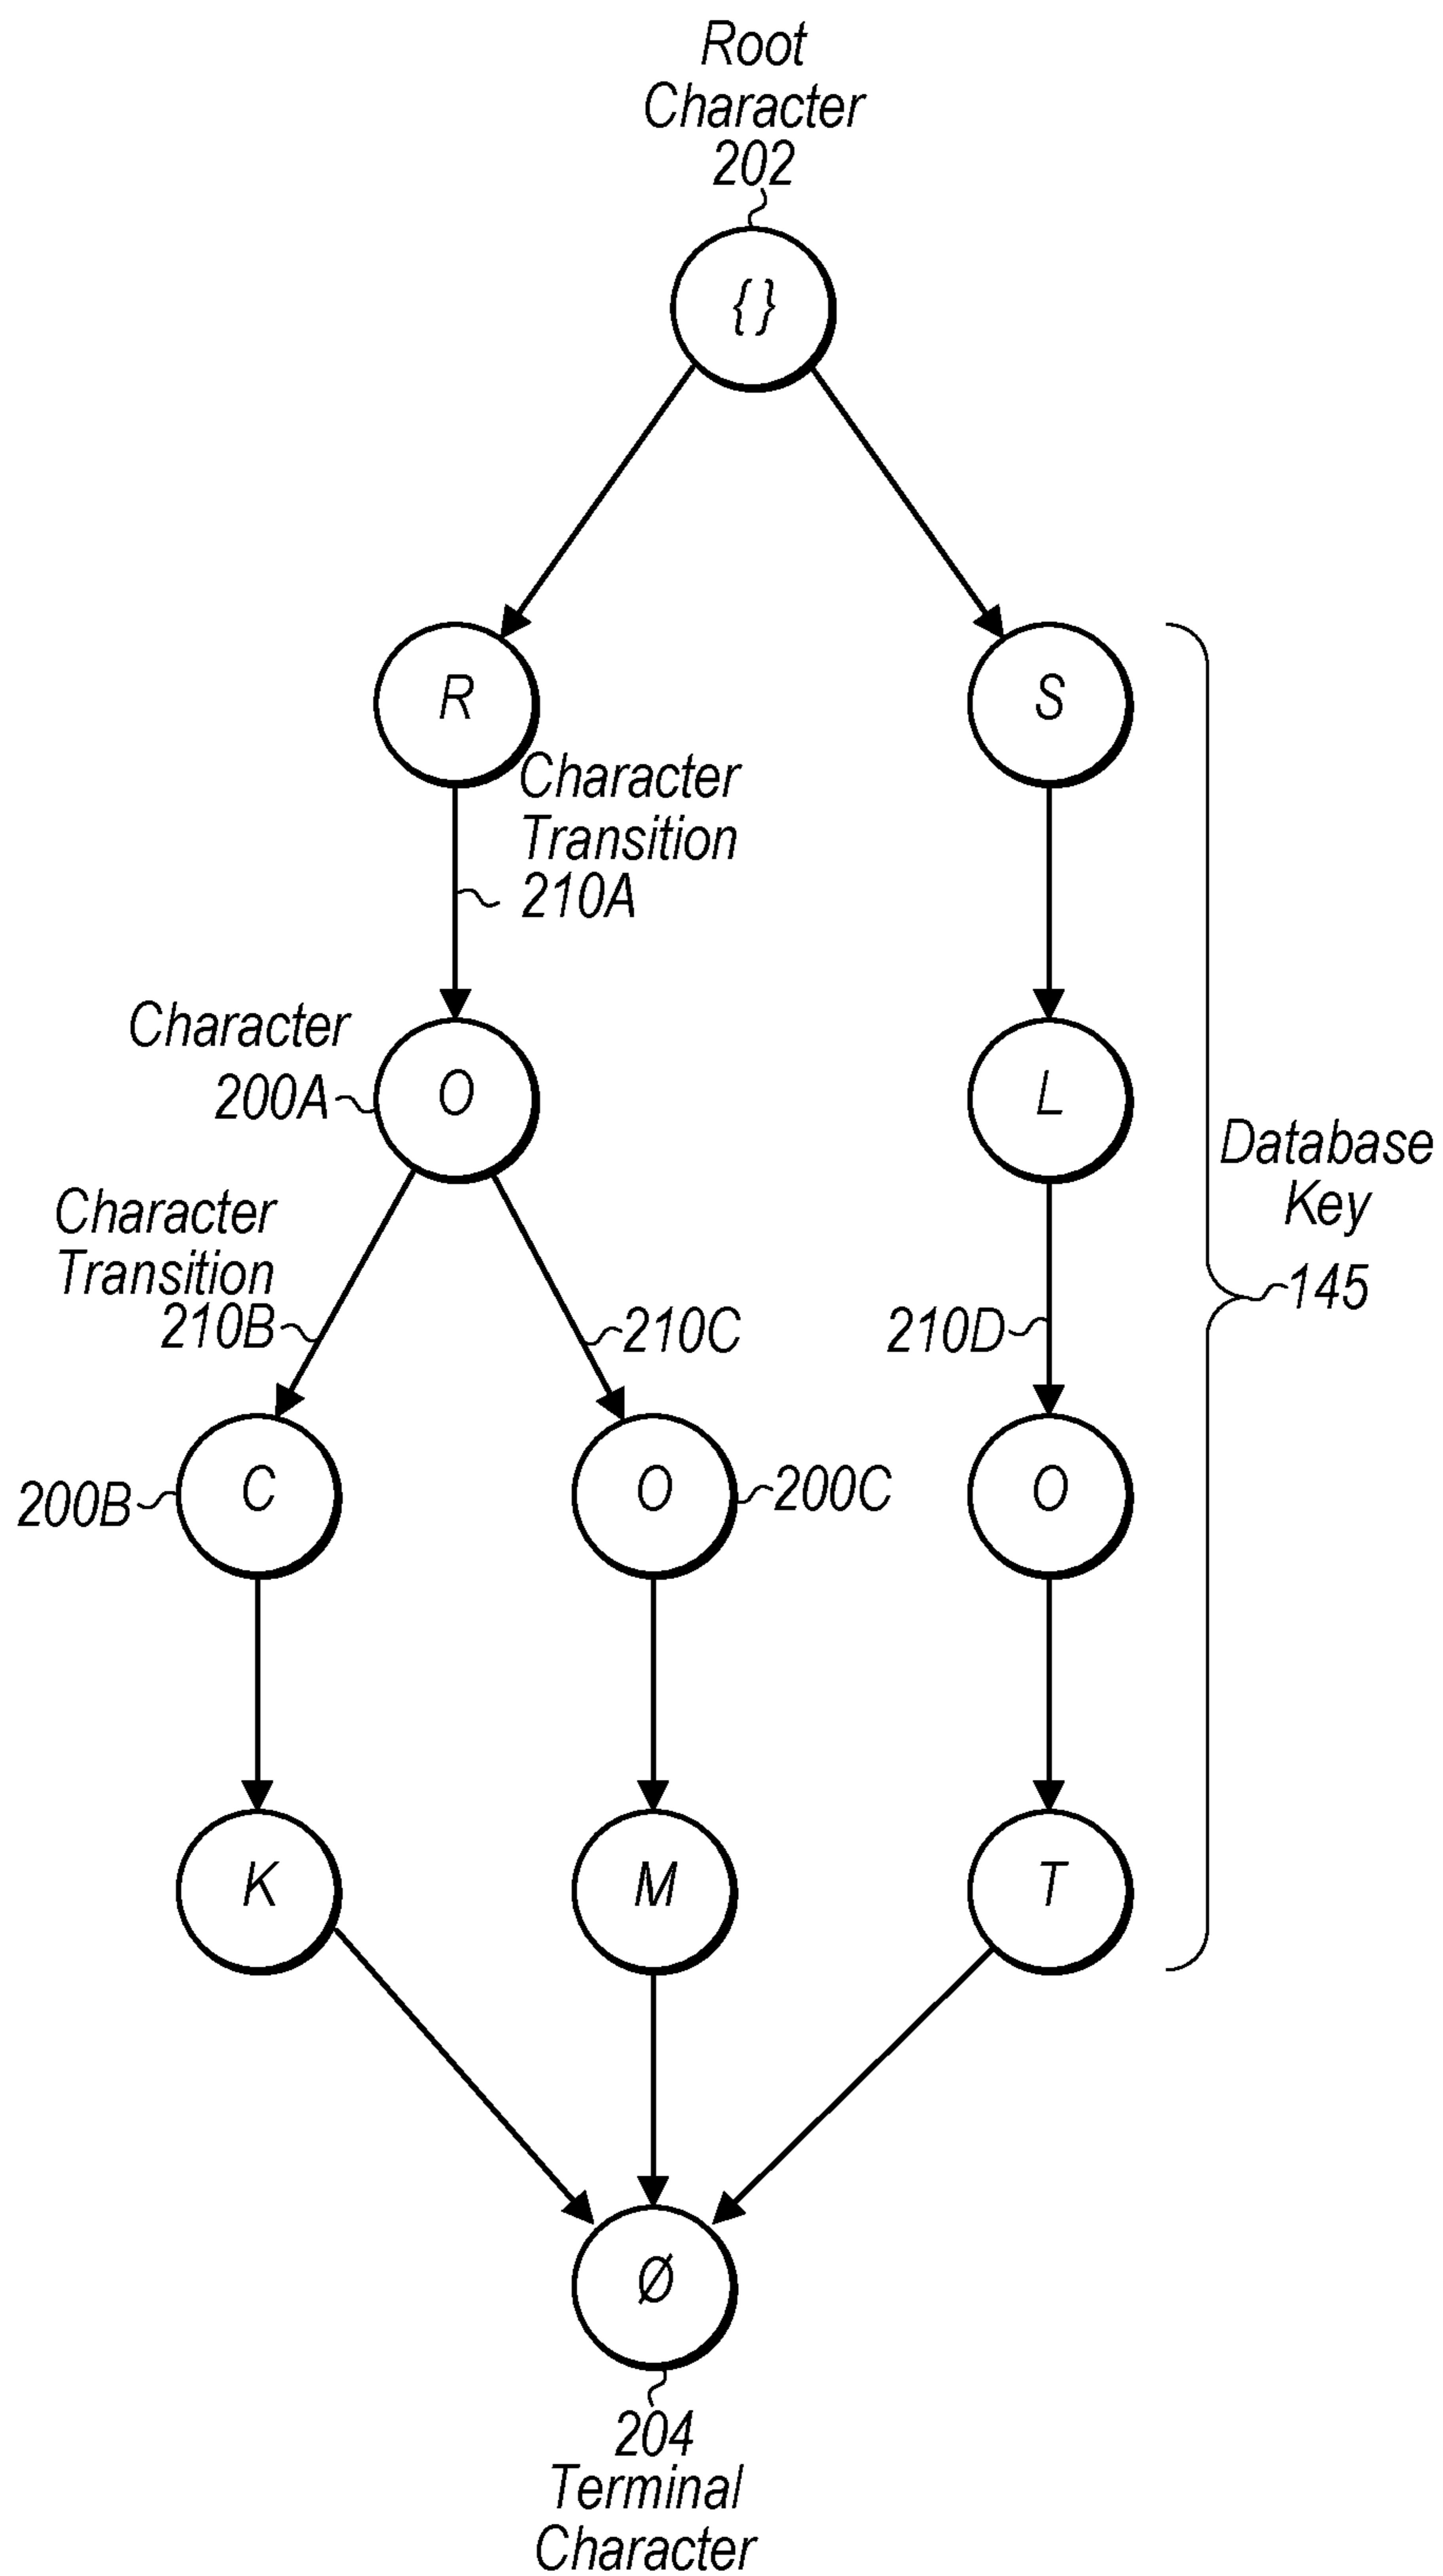 Root
Character
202
{}
R
S
Character
Transition
210A
Character
200A
O
L
Database
Key
145
Character
Transition
210B
210C
210D
200B
C
O
200C
O
K
M
T
Ø
204
Terminal
Character